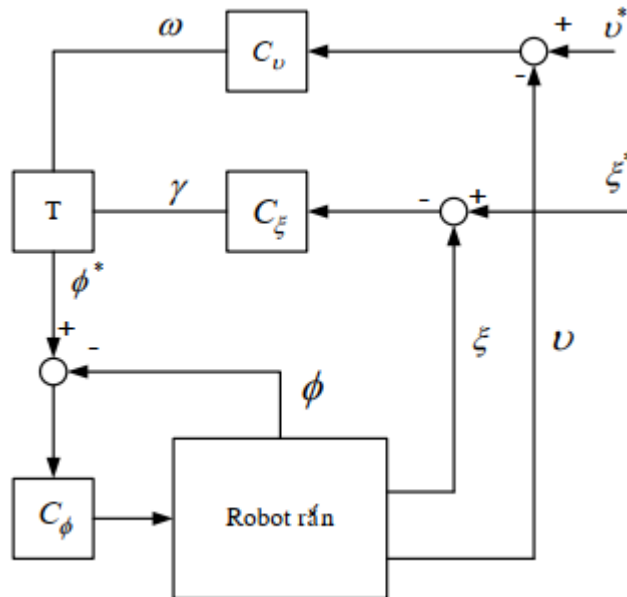 ω C_υ + υ*
-
T γ C_ξ - + ξ*
ϕ*
+ -
ϕ ξ υ
C_ϕ Robot rắn